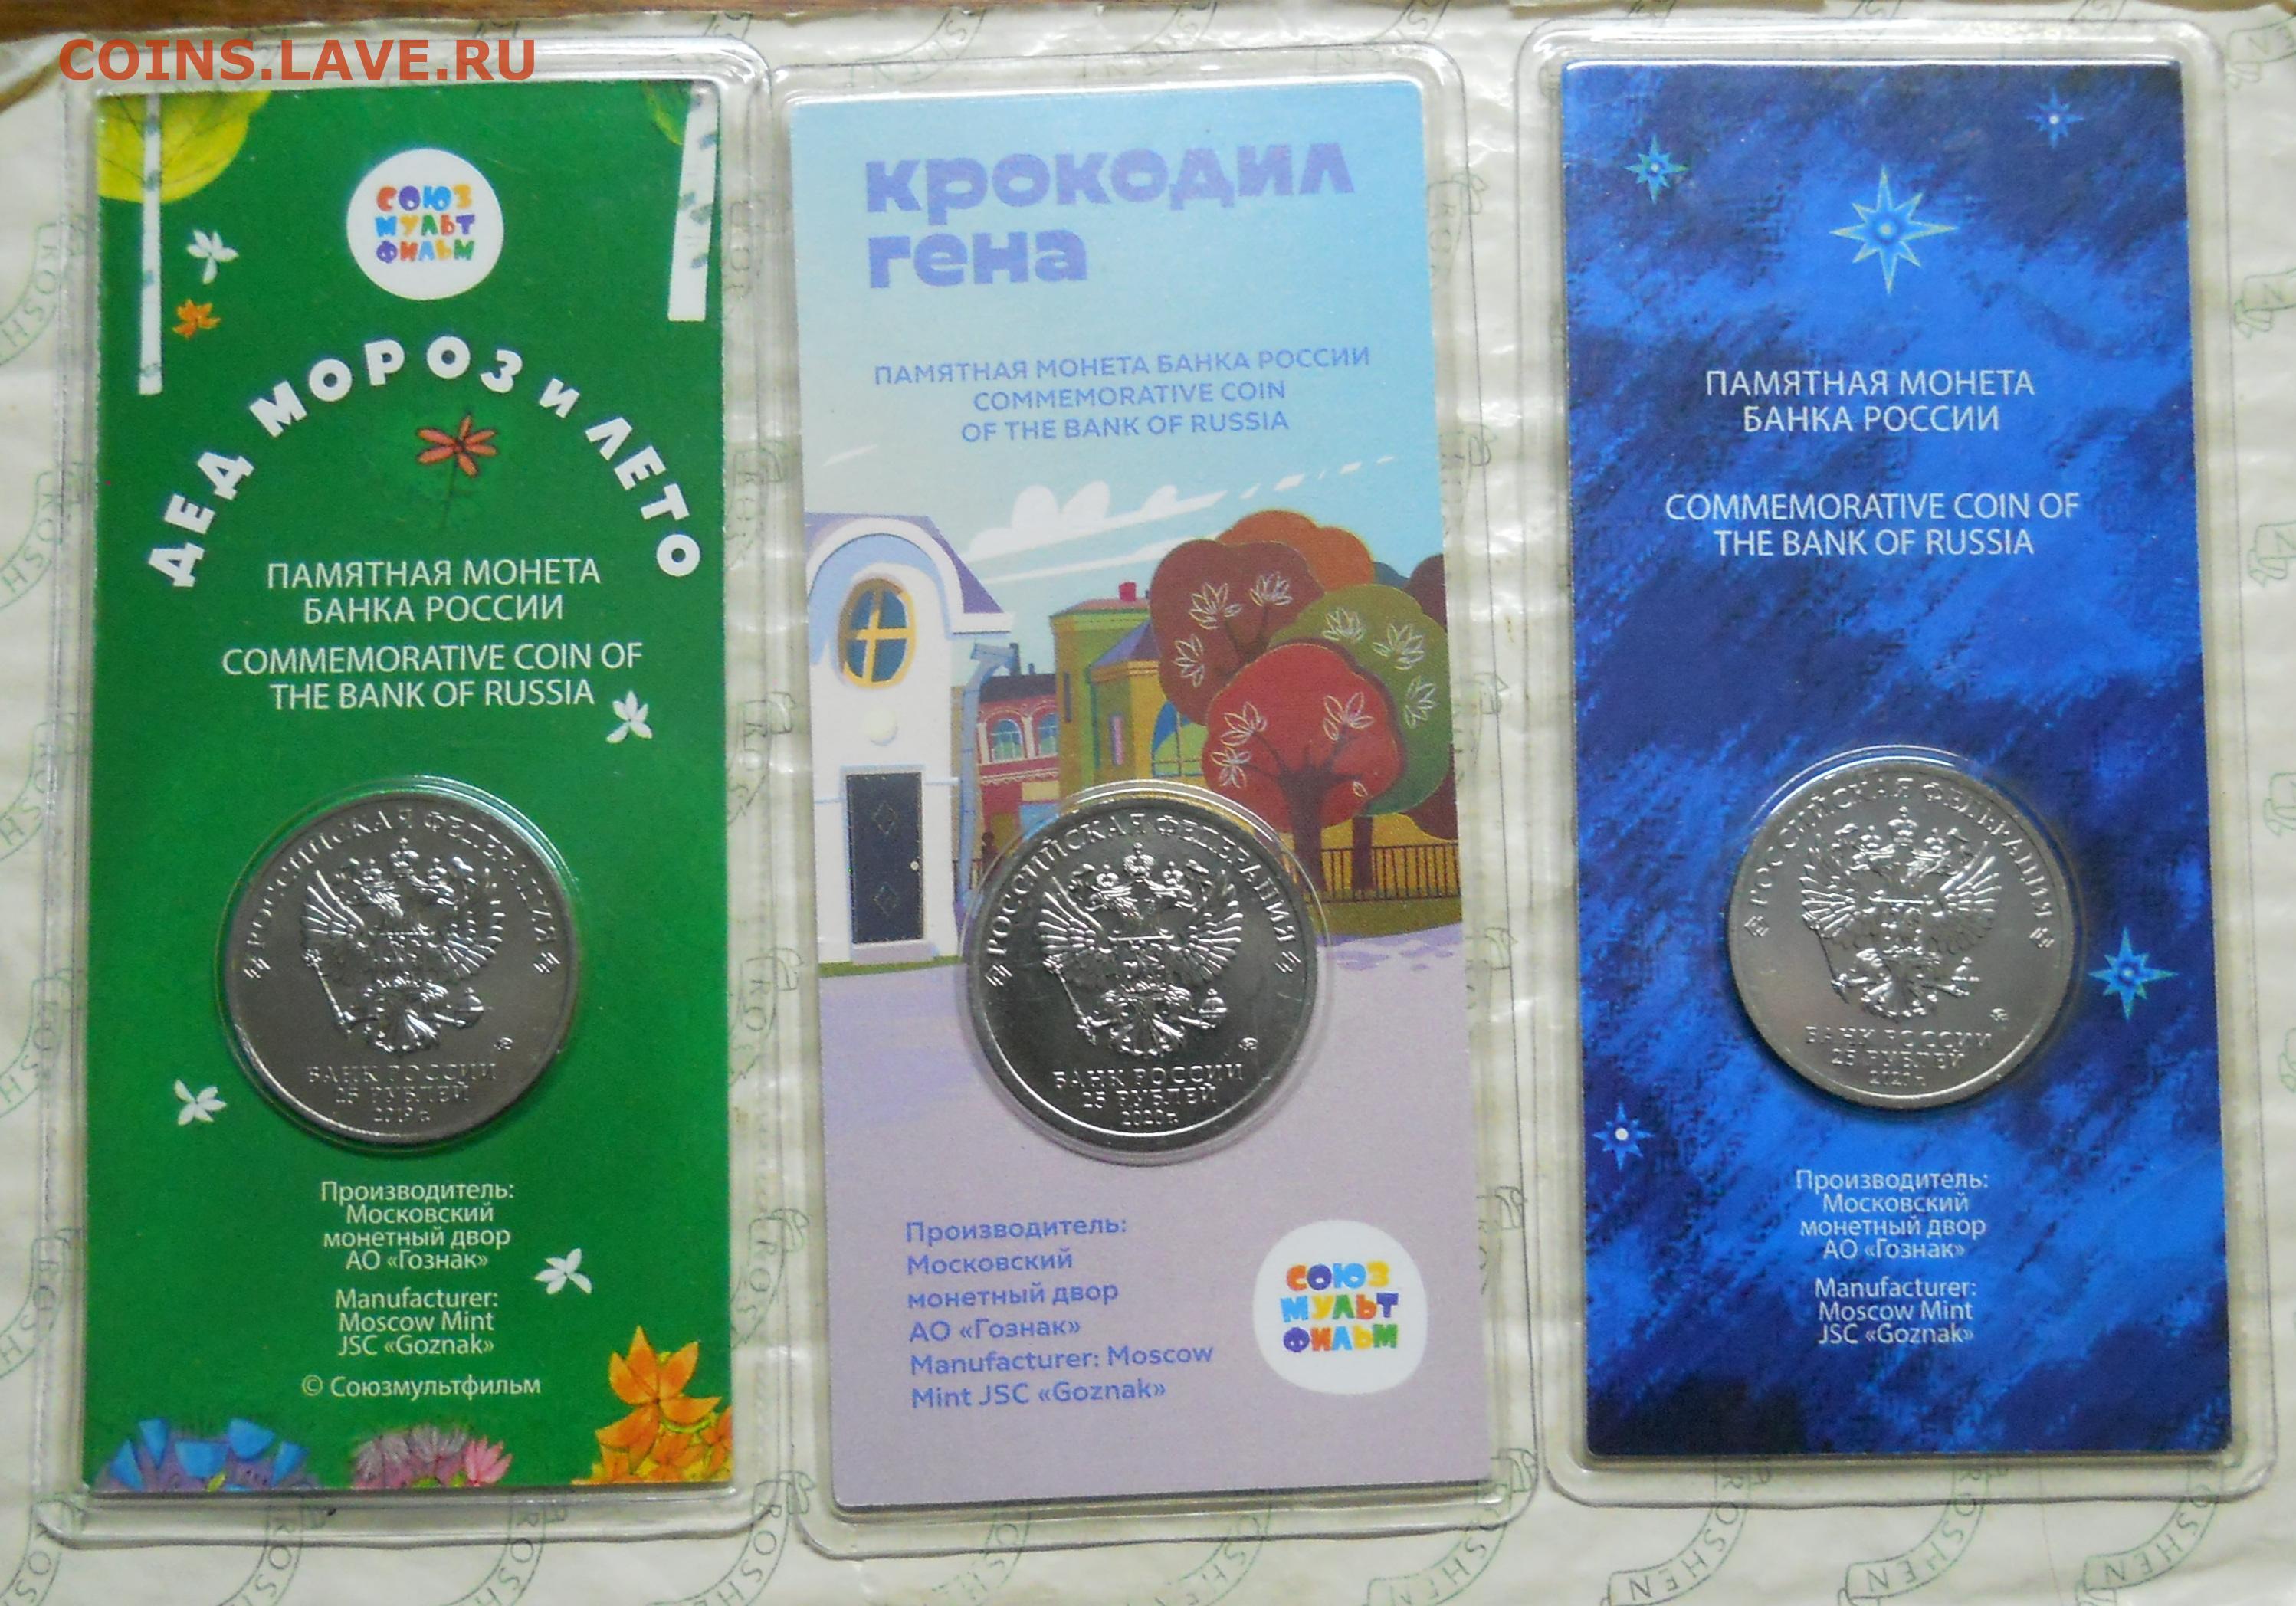 COINS.LAVE.RU
СОЮЗ
МУЛЬТ
ФИЛЬМ
ДЕД МОРОЗ и ЛЕТО
ПАМЯТНАЯ МОНЕТА
БАНКА РОССИИ
COMMEMORATIVE COIN OF
THE BANK OF RUSSIA
РОССИЙСКАЯ ФЕДЕРАЦИЯ
БАНК РОССИИ
25 РУБЛЕЙ
2019 г.
Производитель:
Московский
монетный двор
АО «Гознак»
Manufacturer:
Moscow Mint
JSC «Goznak»
© Союзмультфильм
крокодил
гена
ПАМЯТНАЯ МОНЕТА БАНКА РОССИИ
COMMEMORATIVE COIN
OF THE BANK OF RUSSIA
РОССИЙСКАЯ ФЕДЕРАЦИЯ
БАНК РОССИИ
25 РУБЛЕЙ
2020 г.
Производитель:
Московский
монетный двор
АО «Гознак»
Manufacturer: Moscow
Mint JSC «Goznak»
СОЮЗ
МУЛЬТ
ФИЛЬМ
ПАМЯТНАЯ МОНЕТА
БАНКА РОССИИ
COMMEMORATIVE COIN OF
THE BANK OF RUSSIA
РОССИЙСКАЯ ФЕДЕРАЦИЯ
БАНК РОССИИ
25 РУБЛЕЙ
2021 г.
Производитель:
Московский
монетный двор
АО «Гознак»
Manufacturer:
Moscow Mint
JSC «Goznak»
ROSHEN
ROSHEN